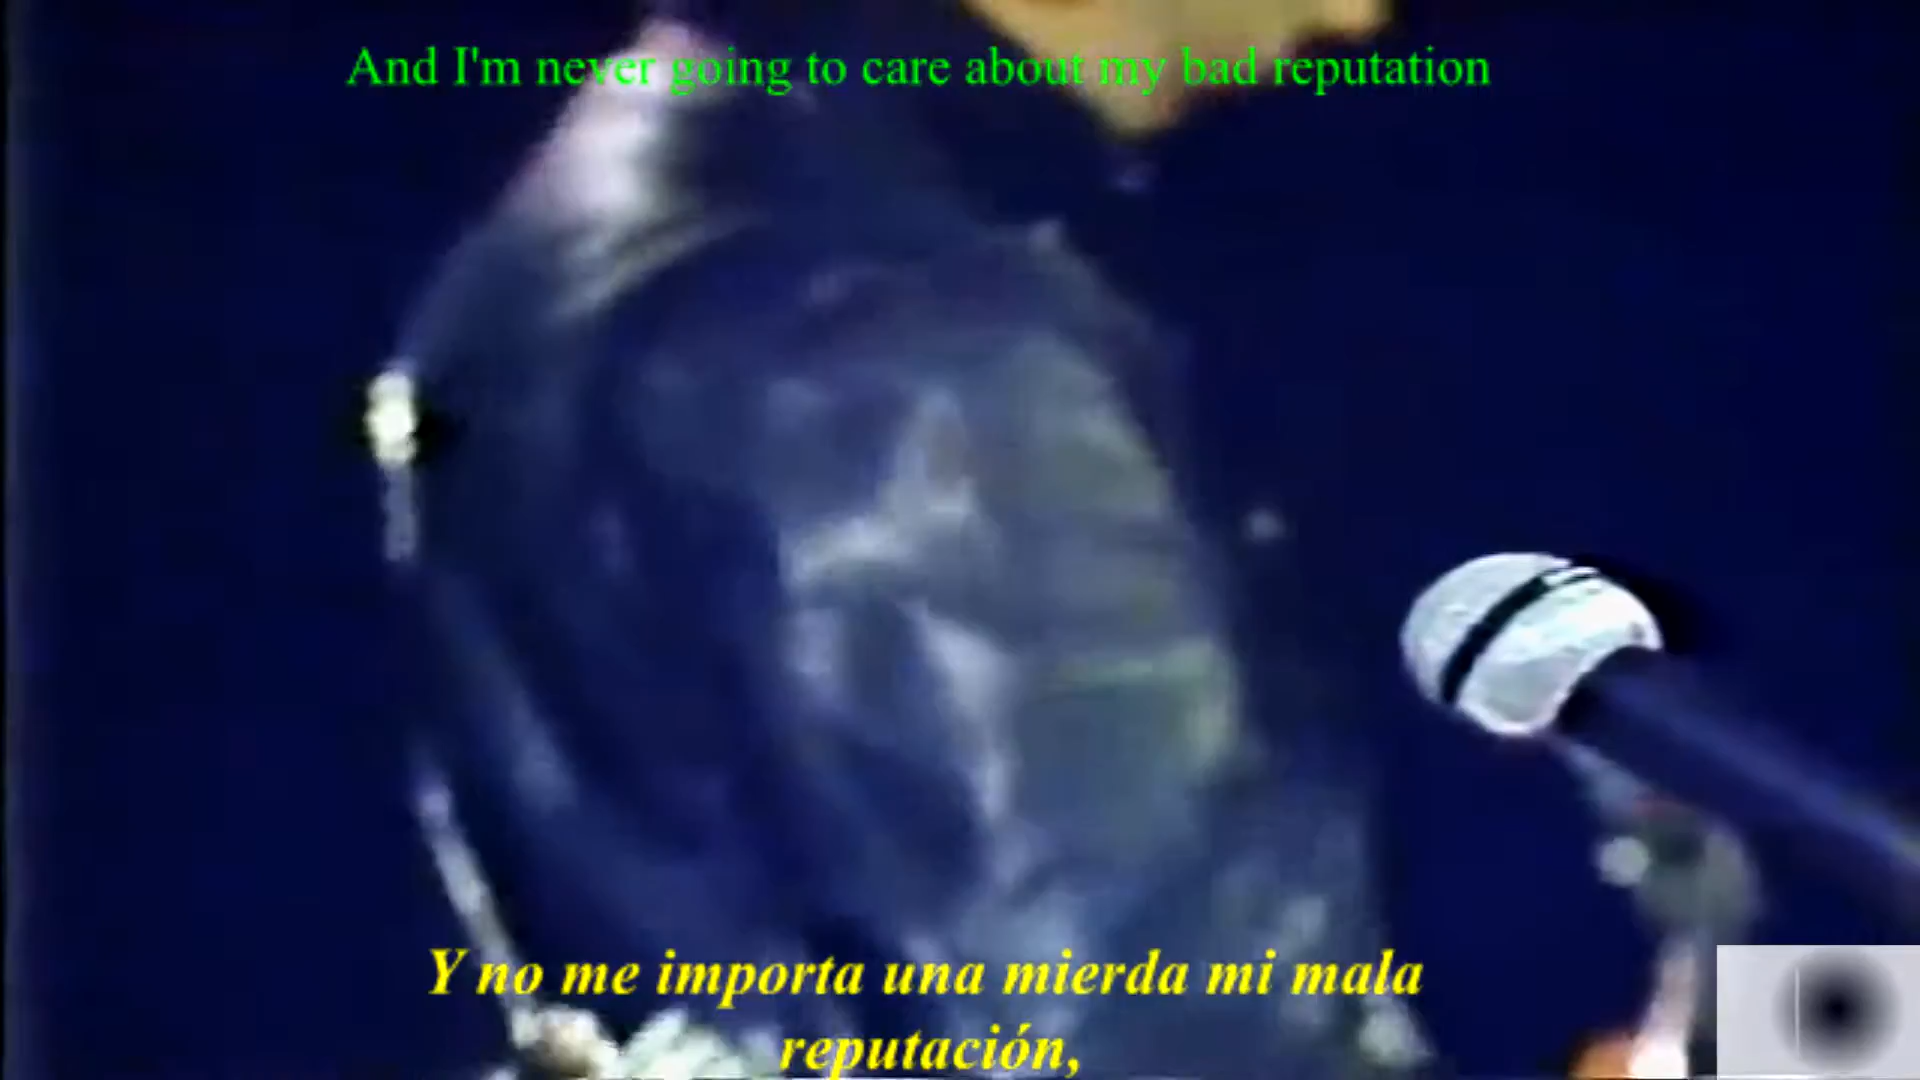 And I'm never going to care about my bad reputation
Y no me importa una mierda mi mala
reputación,